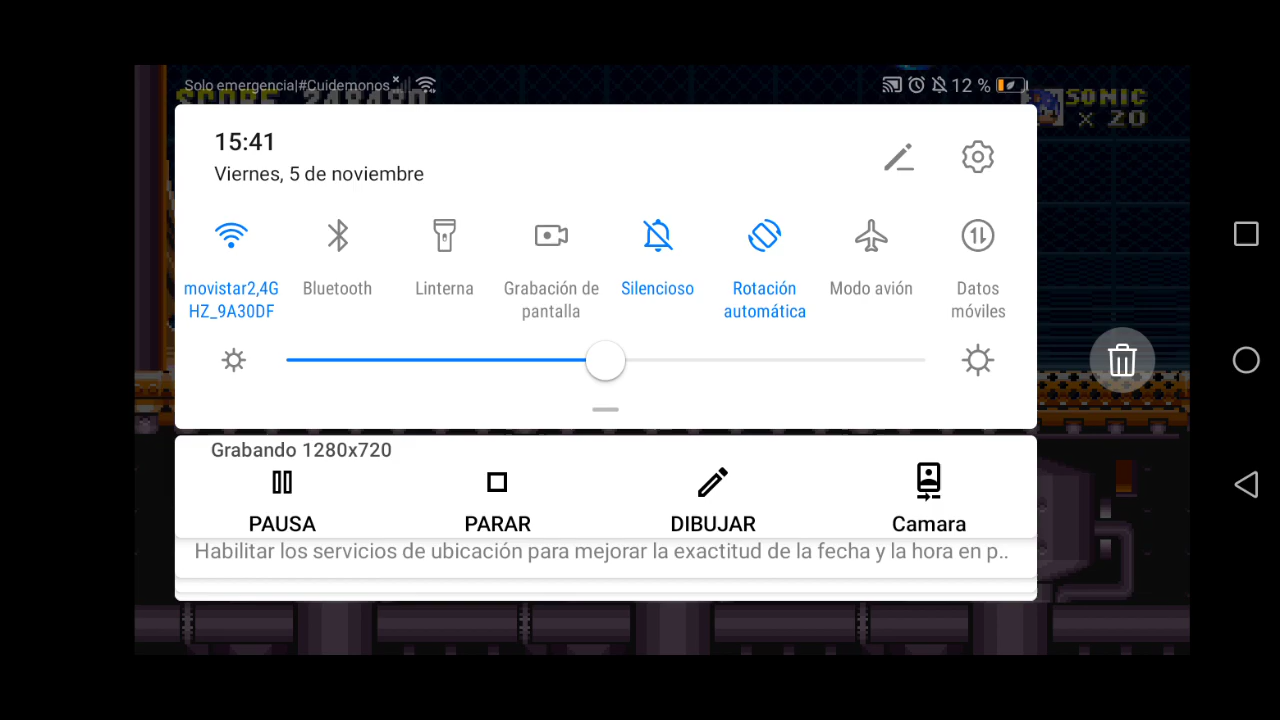 Solo emergencia|#Cuidemonos
12 %
SCORE
SONIC
× 20
15:41
Viernes, 5 de noviembre
movistar2,4G
HZ_9A30DF
Bluetooth
Linterna
Grabación de
pantalla
Silencioso
Rotación
automática
Modo avión
Datos
móviles
Grabando 1280x720
PAUSA
PARAR
DIBUJAR
Camara
Habilitar los servicios de ubicación para mejorar la exactitud de la fecha y la hora en p..